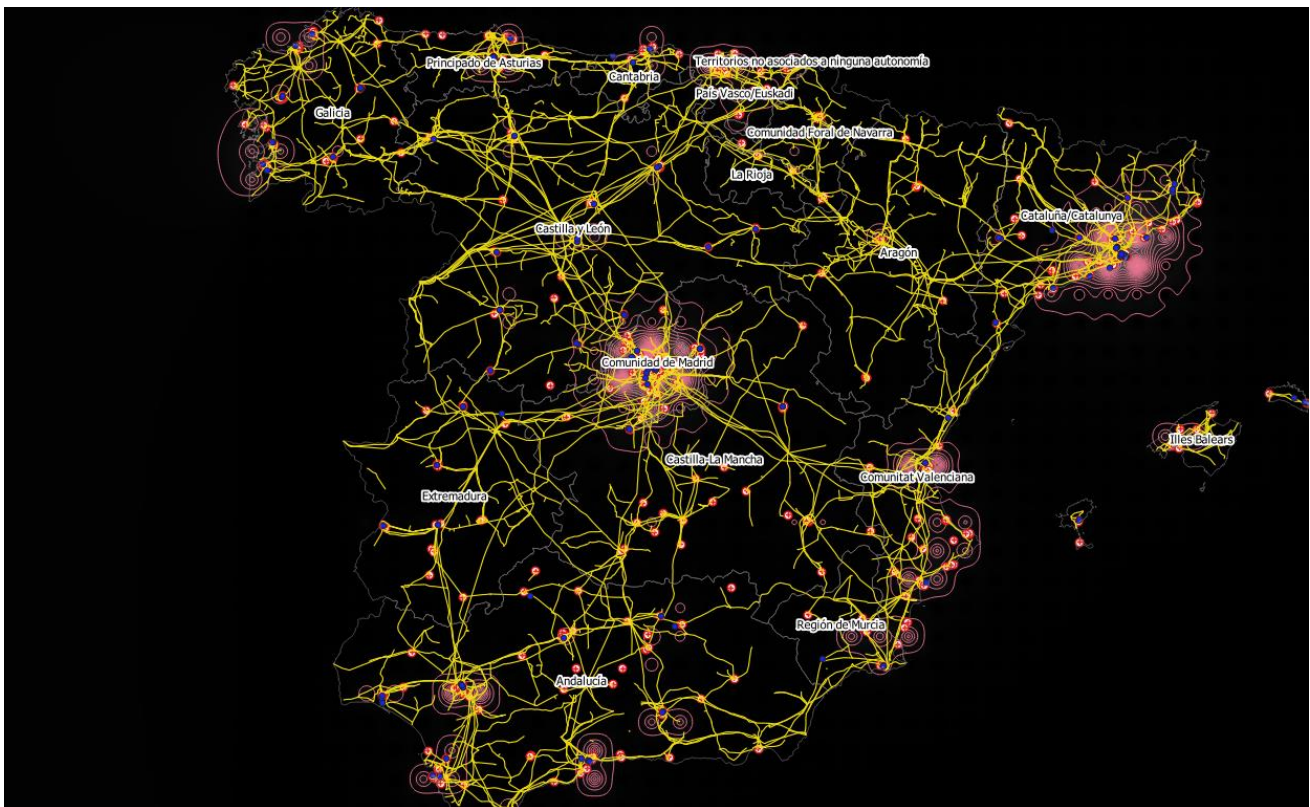 Principado de Asturias
Territorios no asociados a ninguna autonomía
Cantabria
País Vasco/Euskadi
Galicia
Comunidad Foral de Navarra
La Rioja
Cataluña/Catalunya
Castilla y León
Aragón
Comunidad de Madrid
Illes Balears
Castilla-La Mancha
Comunitat Valenciana
Extremadura
Región de Murcia
Andalucía